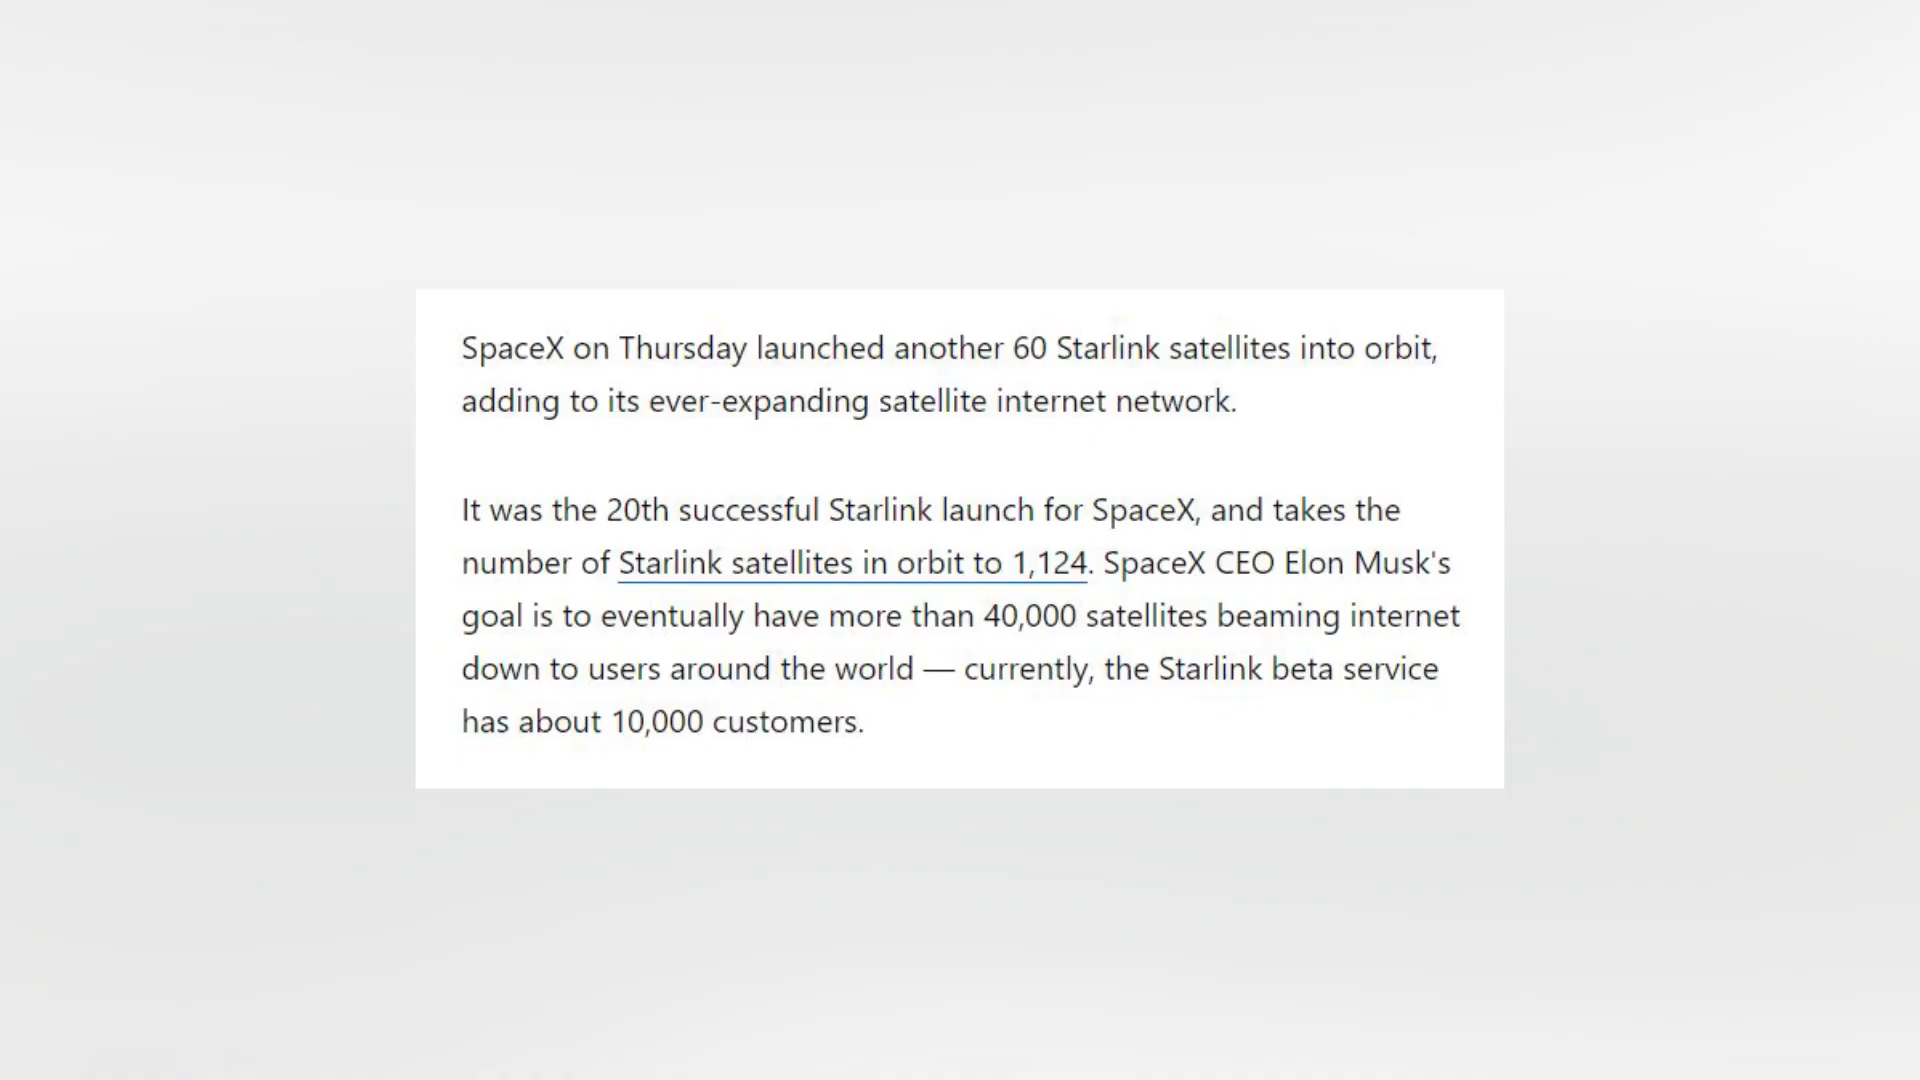 SpaceX on Thursday launched another 60 Starlink satellites into orbit,
adding to its ever-expanding satellite internet network.
It was the 20th successful Starlink launch for SpaceX, and takes the
number of Starlink satellites in orbit to 1,124. SpaceX CEO Elon Musk's
goal is to eventually have more than 40,000 satellites beaming internet
down to users around the world — currently, the Starlink beta service
has about 10,000 customers.